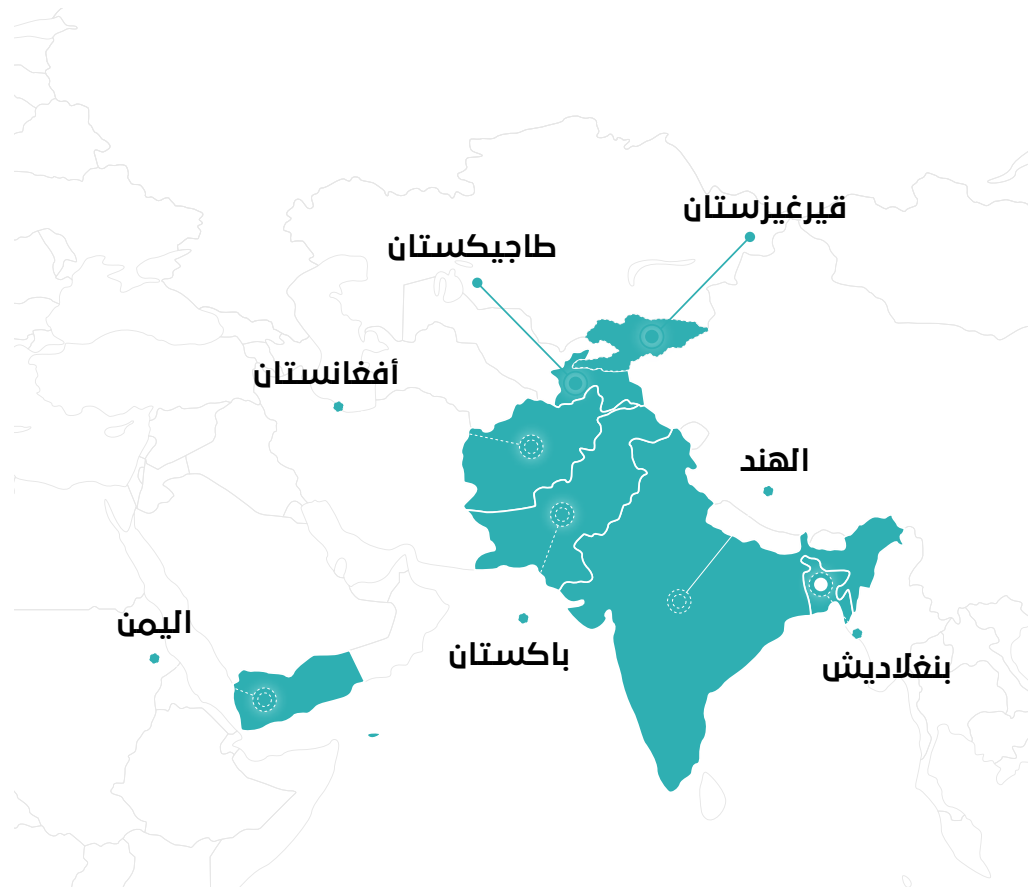 قيرغيزستان
طاجيكستان
أفغانستان
الهند
اليمن
باكستان
بنغلاديش